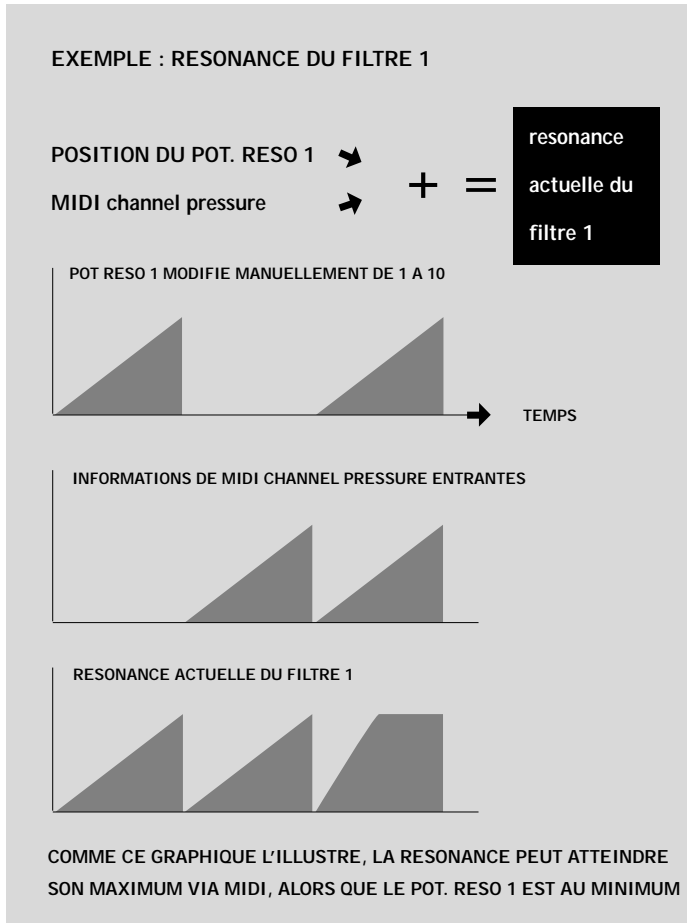 EXEMPLE : RESONANCE DU FILTRE 1
POSITION DU POT. RESO 1
MIDI channel pressure
+ =
resonance
actuelle du
filtre 1
POT RESO 1 MODIFIE MANUELLEMENT DE 1 A 10
TEMPS
INFORMATIONS DE MIDI CHANNEL PRESSURE ENTRANTES
RESONANCE ACTUELLE DU FILTRE 1
COMME CE GRAPHIQUE L'ILLUSTRE, LA RESONANCE PEUT ATTEINDRE
SON MAXIMUM VIA MIDI, ALORS QUE LE POT. RESO 1 EST AU MINIMUM